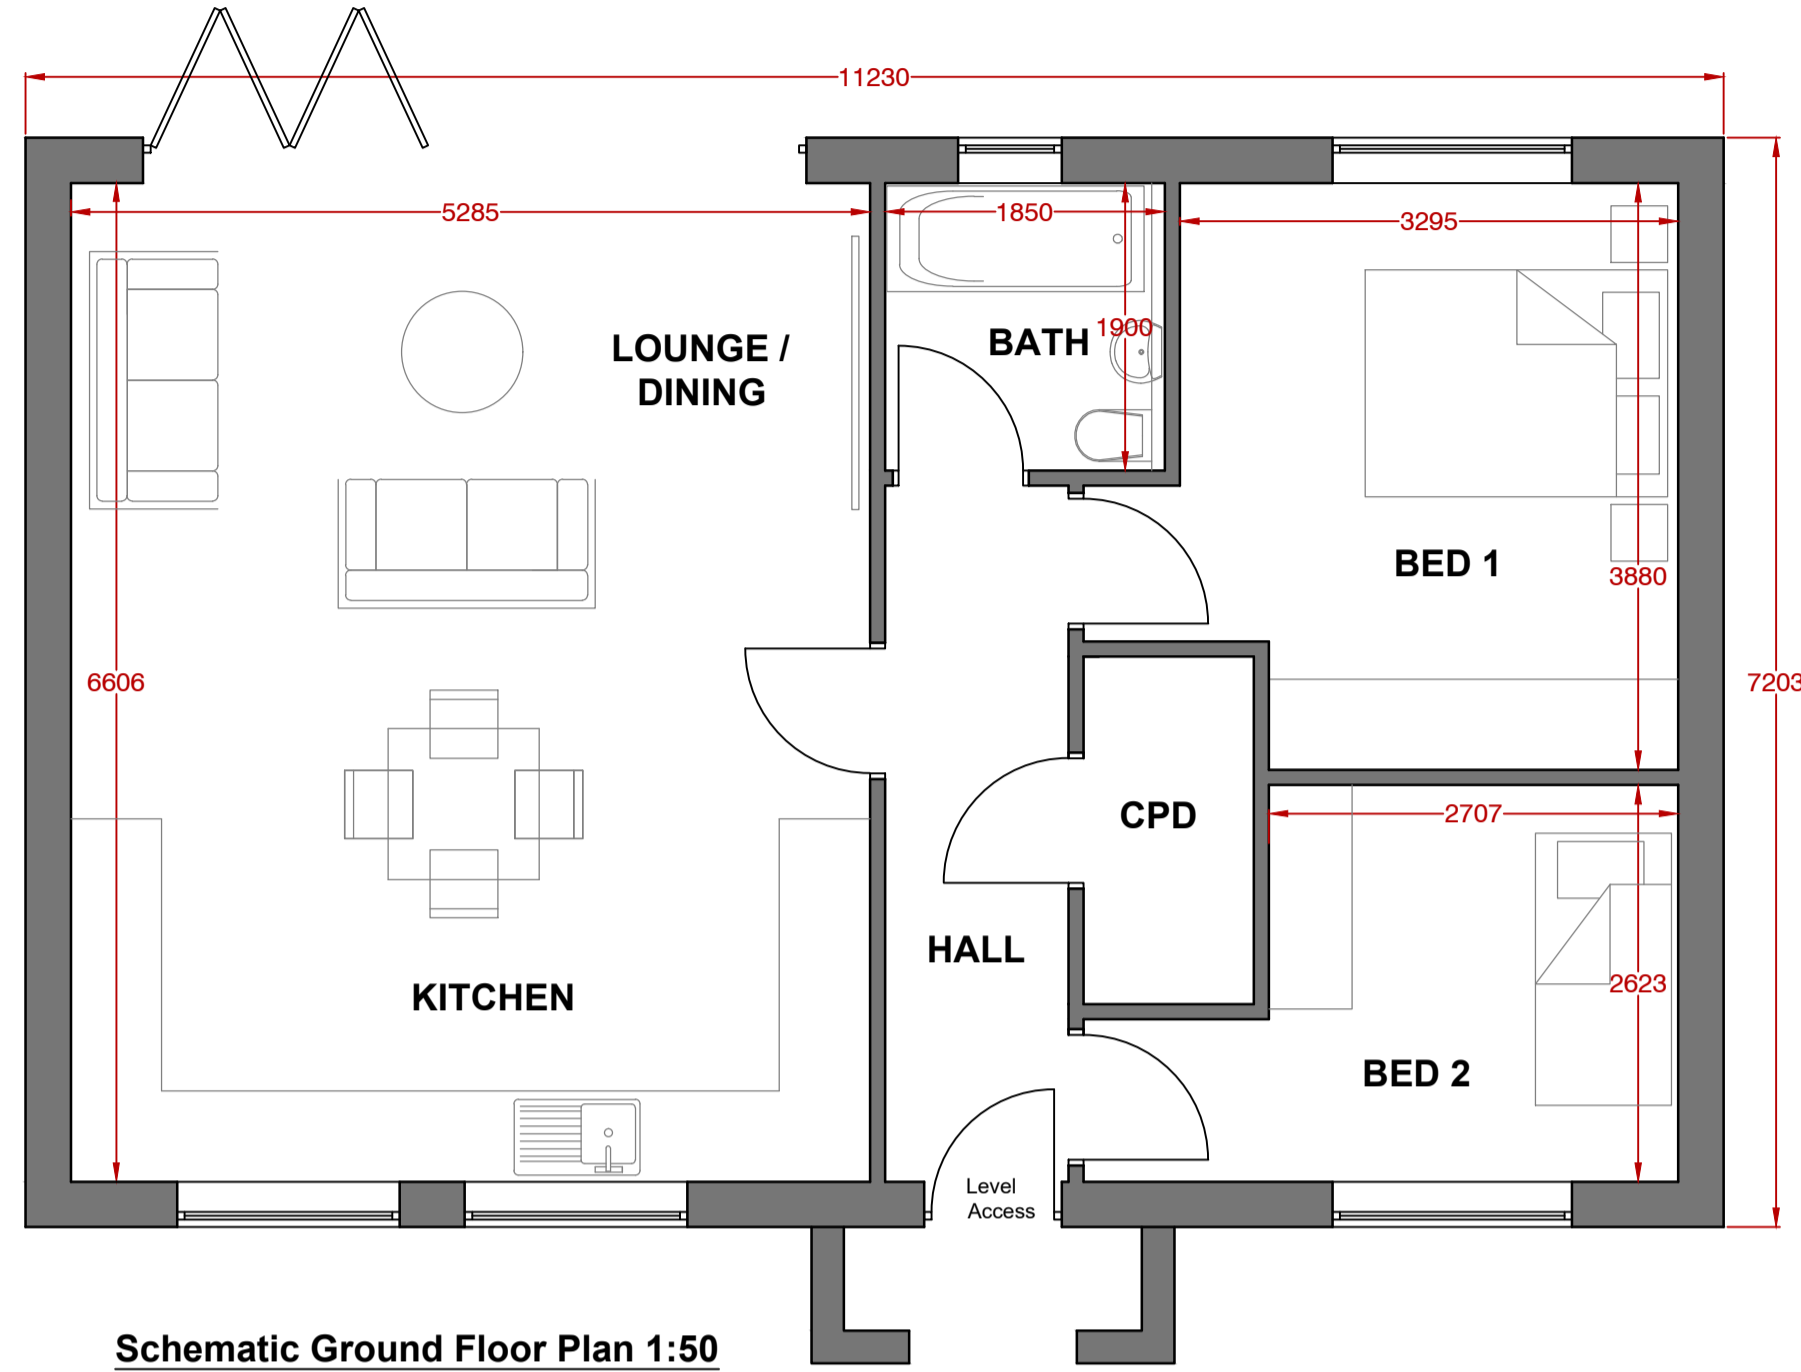 11230
5285
1850
3295
1900
BATH
LOUNGE /
DINING
BED 1
3880
6606
7203
CPD
2707
HALL
2623
KITCHEN
BED 2
Level
Access
Schematic Ground Floor Plan 1:50